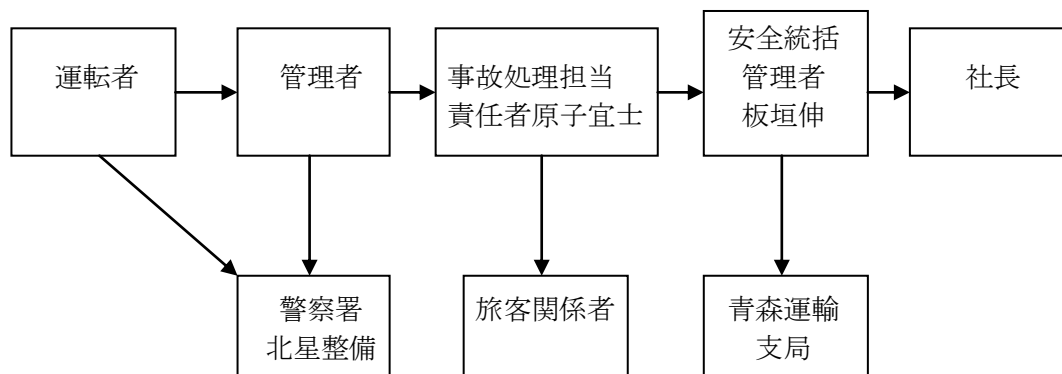 運転者
管理者
事故処理担当
責任者原子宜士
安全統括
管理者
板垣伸
社長
警察署
北星整備
旅客関係者
青森運輸
支局